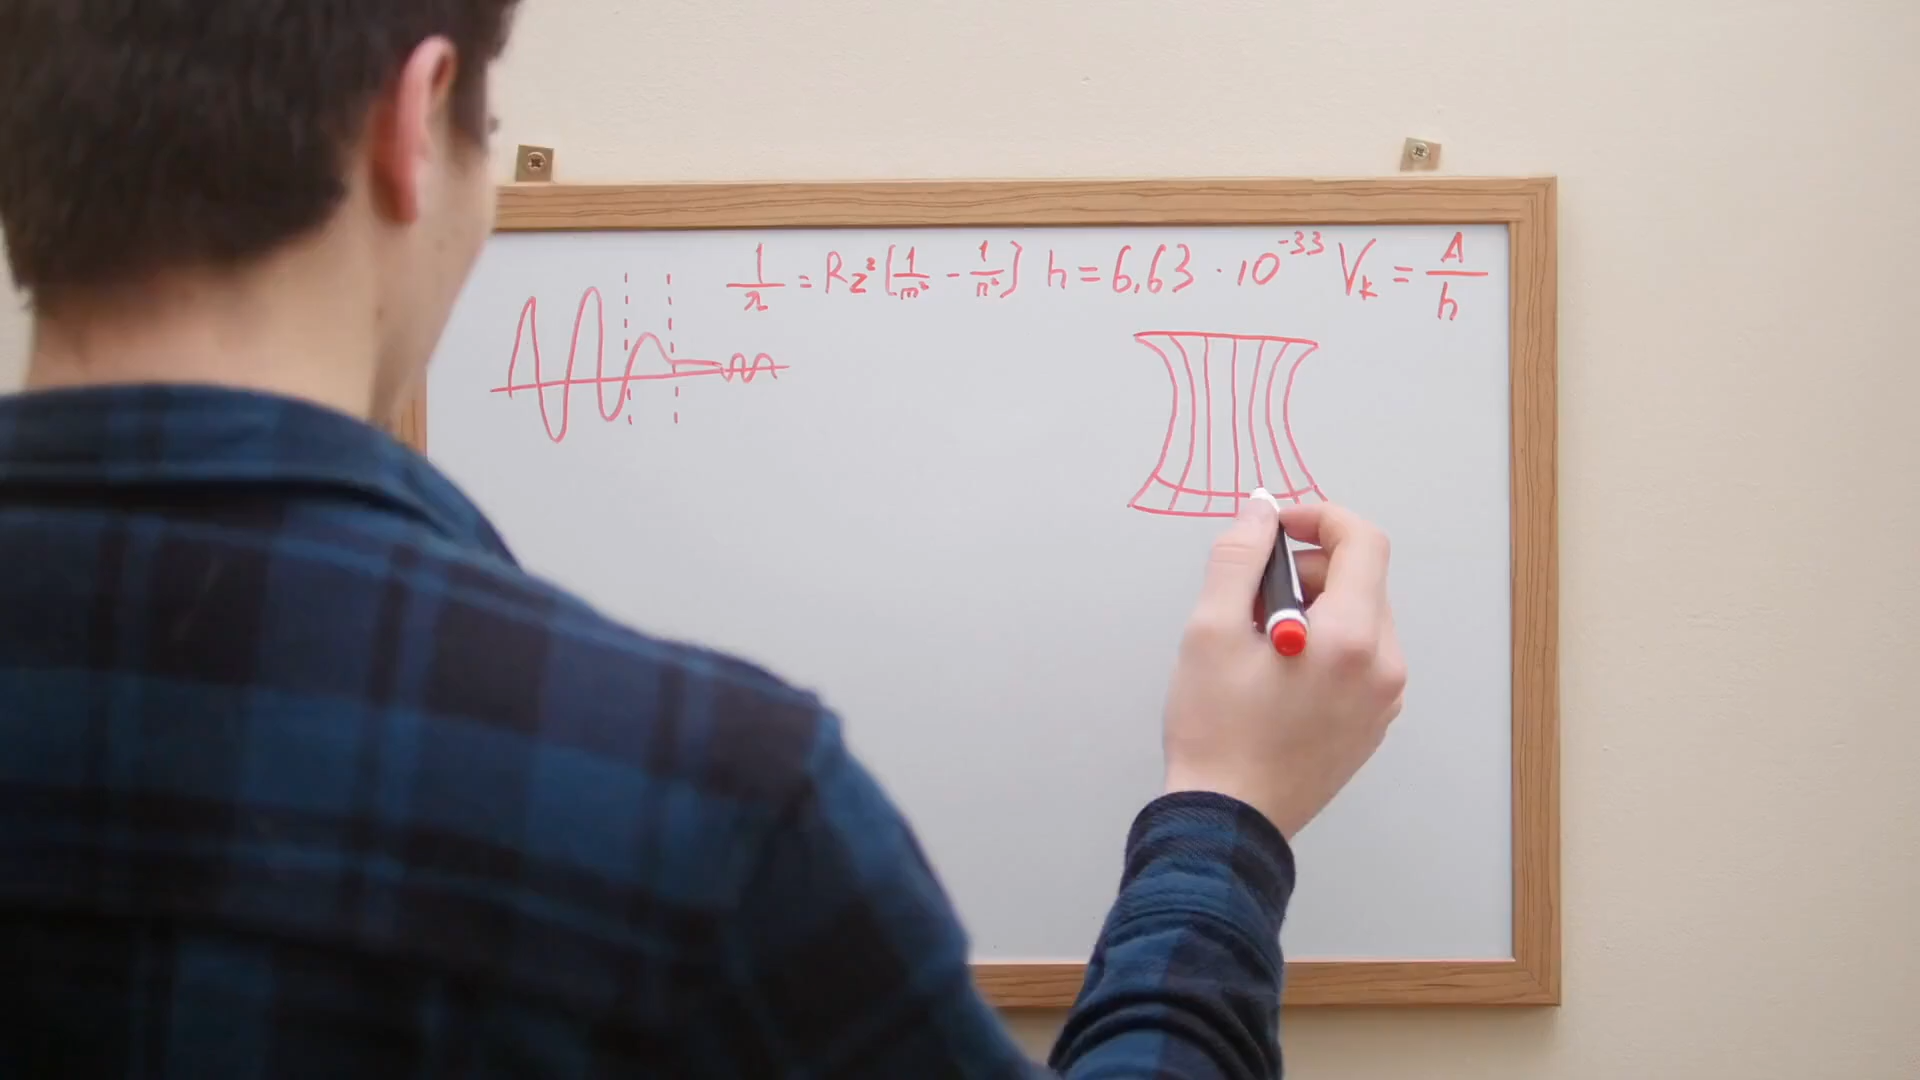 1/λ = Rz²[1/m² - 1/n²] h = 6,63 · 10⁻³³ Vₖ = A/h